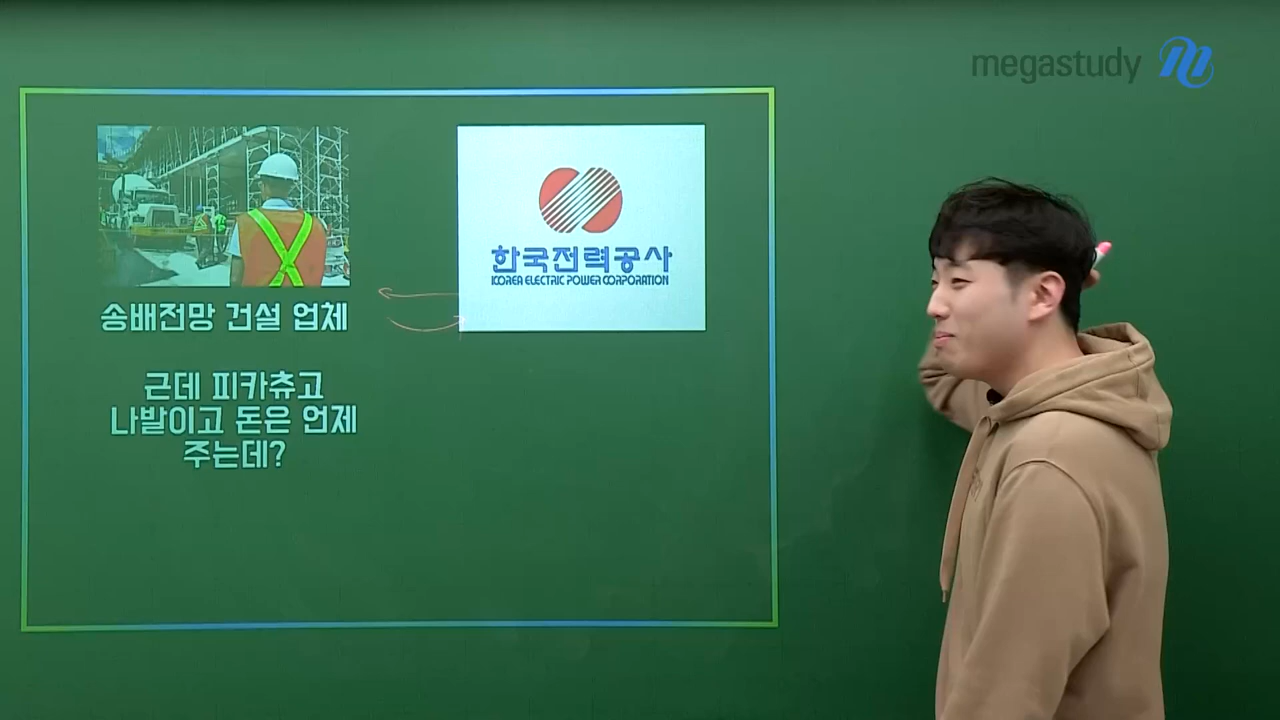 megastudy
한국전력공사
KOREA ELECTRIC POWER CORPORATION
송배전망 건설 업체
근데 피카츄고
나발이고 돈은 언제
주는데?